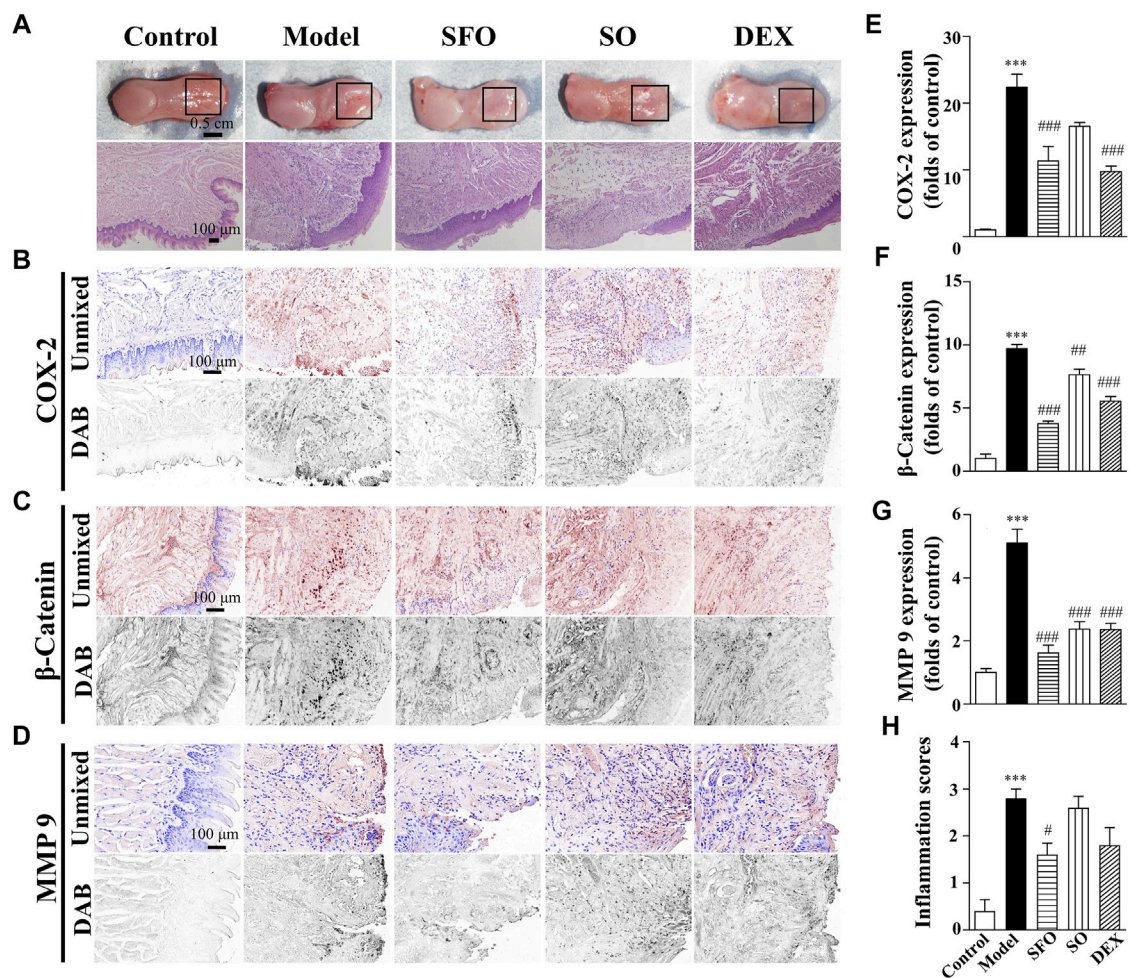 A
Control Model SFO SO DEX
0.5 cm
100 μm
B
COX-2
Unmixed
100 μm
DAB
C
β-Catenin
Unmixed
100 μm
DAB
D
MMP 9
Unmixed
100 μm
DAB
E
COX-2 expression
(folds of control)
30
20
10
0
***
###
###
F
β-Catenin expression
(folds of control)
15
10
5
0
***
###
##
###
G
MMP 9 expression
(folds of control)
6
4
2
0
***
###
###
###
H
Inflammation scores
4
3
2
1
0
***
#
Control Model SFO SO DEX